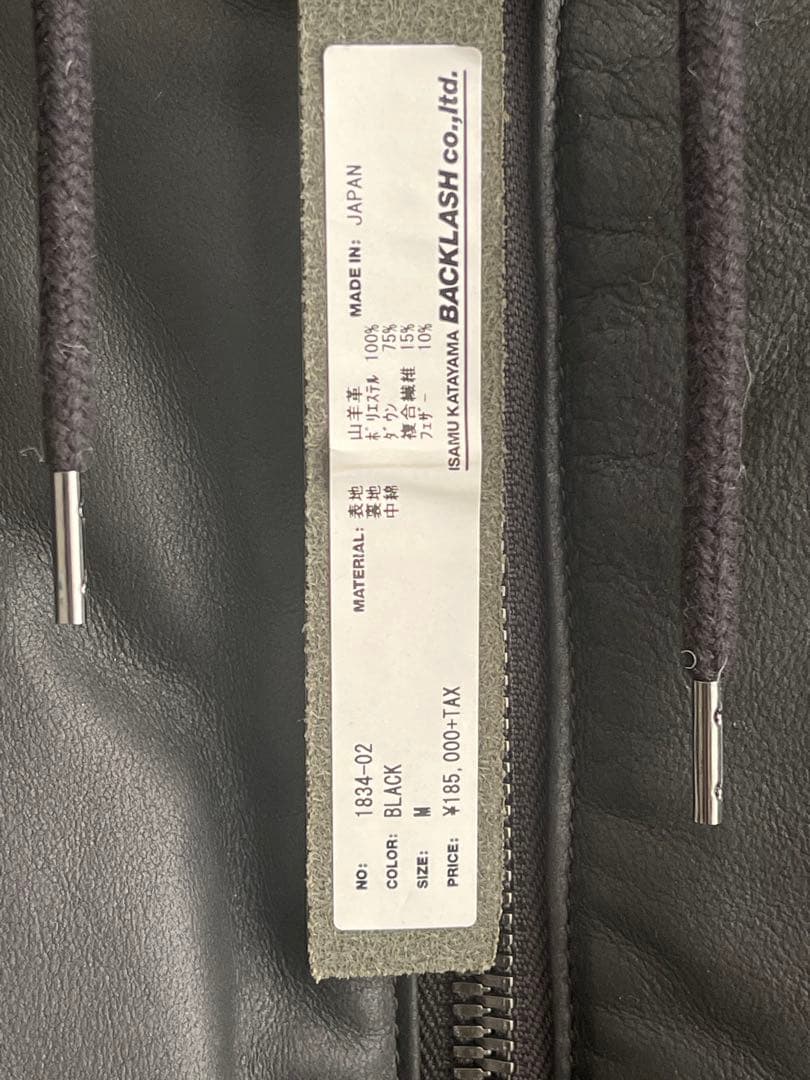 NO: 1834-02
COLOR: BLACK
SIZE: M
PRICE: ¥185,000+TAX
MATERIAL: 表地 山羊革
裏地 ポリエステル 100%
中綿 ダウン 75%
複合繊維 15%
フェザー 10%
MADE IN: JAPAN
ISAMU KATAYAMA BACKLASH co.,ltd.